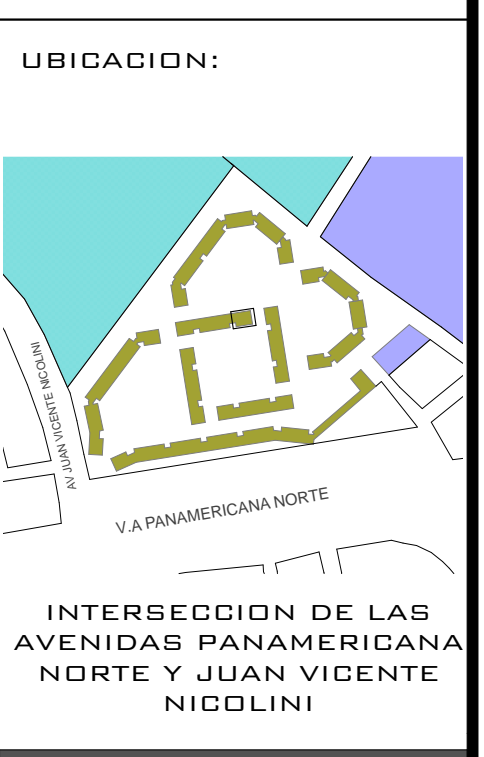 UBICACION:
AV JUAN VICENTE NICOLINI
V.A PANAMERICANA NORTE
INTERSECCION DE LAS
AVENIDAS PANAMERICANA
NORTE Y JUAN VICENTE
NICOLINI